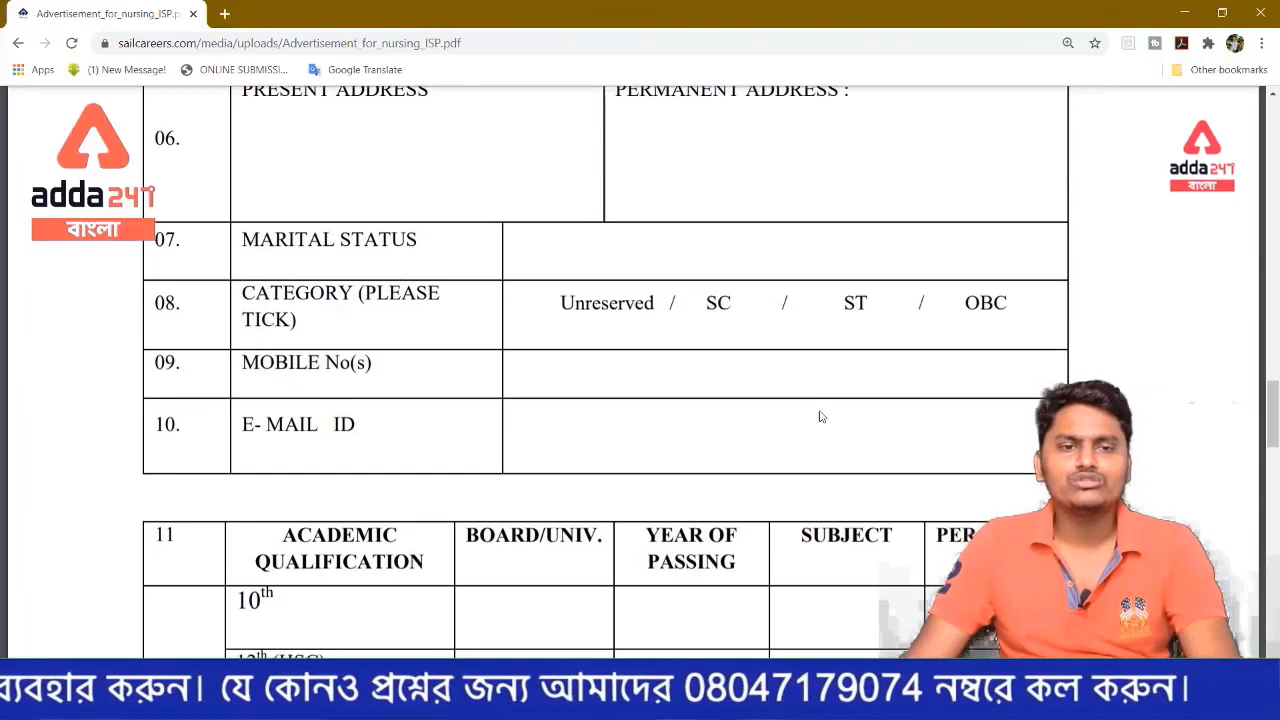 Advertisement_for_nursing_ISP.p
sailcareers.com/media/uploads/Advertisement_for_nursing_ISP.pdf
Apps
(1) New Message!
ONLINE SUBMISSI...
Google Translate
Other bookmarks
PRESENT ADDRESS
PERMANENT ADDRESS :
06.
adda 247
বাংলা
adda 247
বাংলা
07. MARITAL STATUS
08. CATEGORY (PLEASE TICK)
Unreserved / SC / ST / OBC
09. MOBILE No(s)
10. E- MAIL ID
11
ACADEMIC
QUALIFICATION
BOARD/UNIV.
YEAR OF
PASSING
SUBJECT
10th
12th (HSC)
ব্যবহার করুন। যে কোনও প্রশ্নের জন্য আমাদের 08047179074 নম্বরে কল করুন।